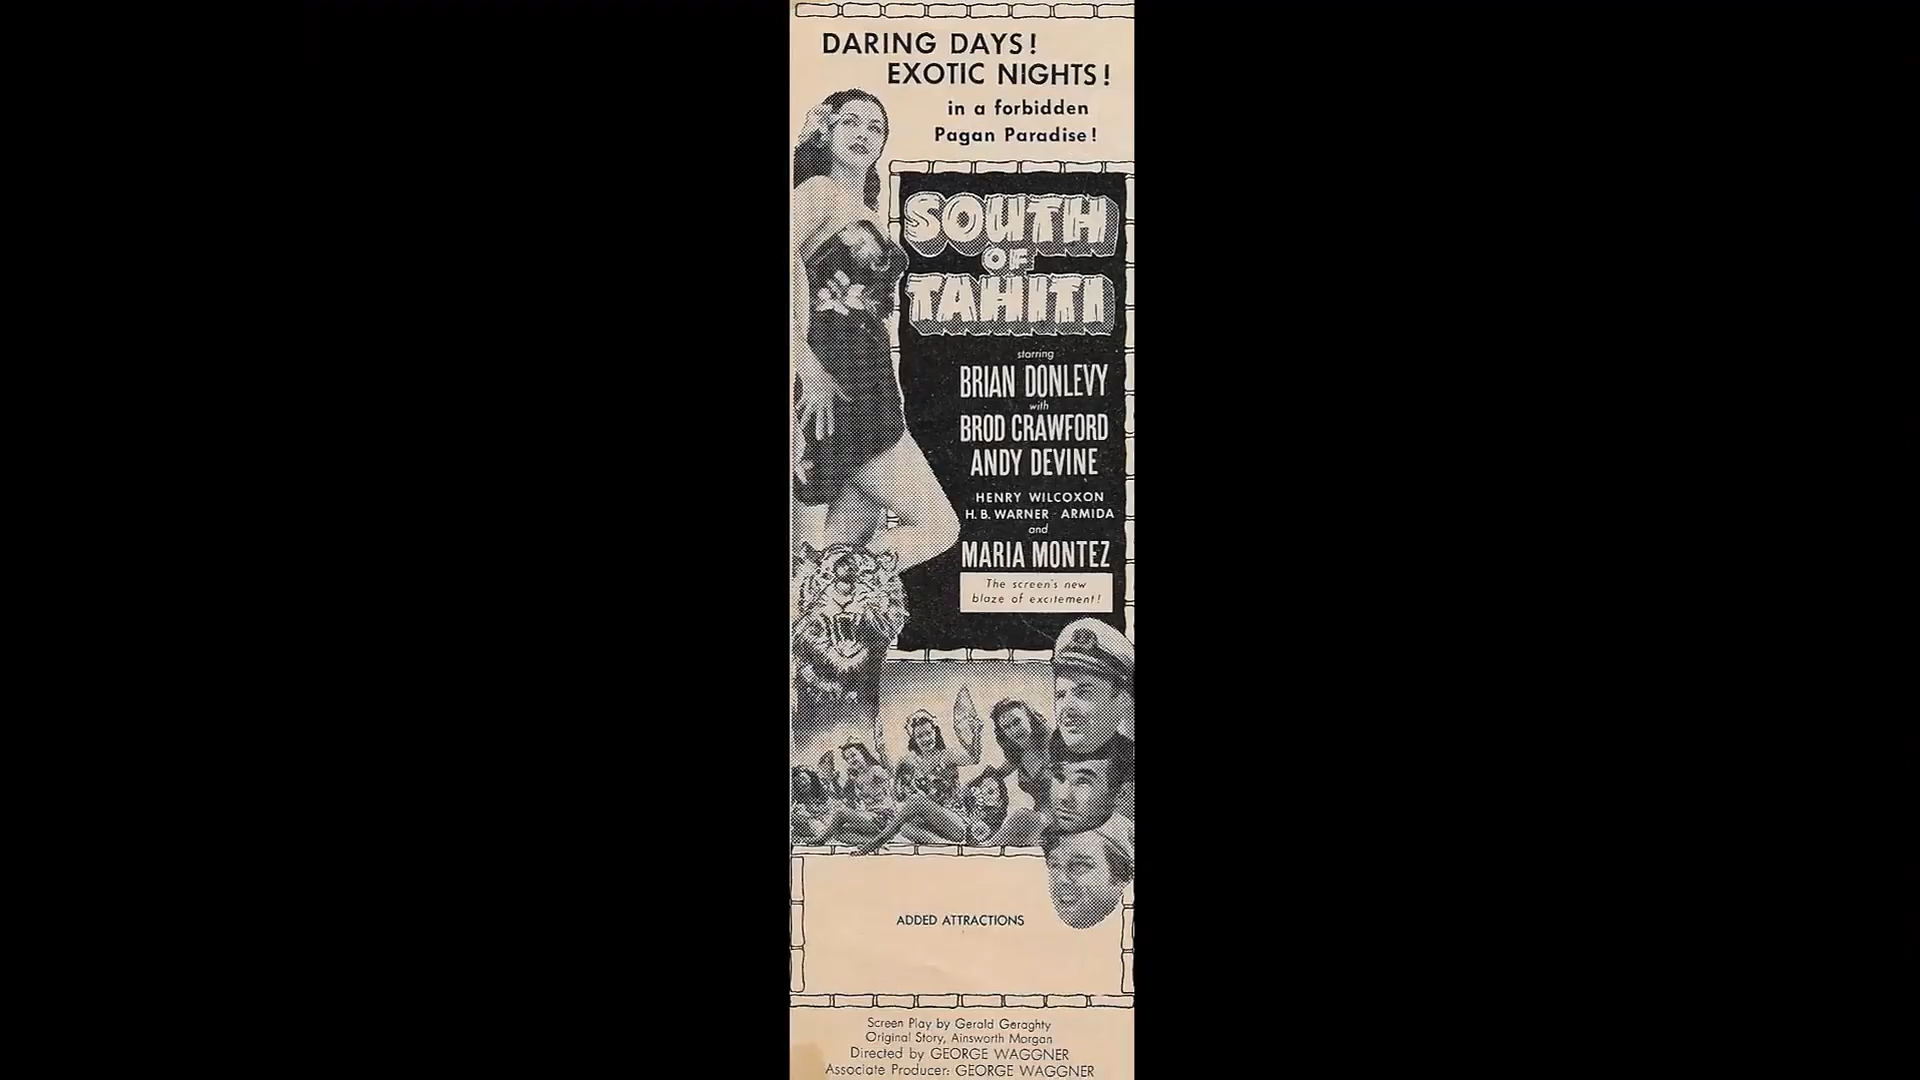 DARING DAYS!
EXOTIC NIGHTS!
in a forbidden
Pagan Paradise!
SOUTH
OF
TAHITI
starring
BRIAN DONLEVY
with
BROD CRAWFORD
ANDY DEVINE
HENRY WILCOXON
H. B. WARNER - ARMIDA
and
MARIA MONTEZ
The screen's new
blaze of excitement!
ADDED ATTRACTIONS
Screen Play by Gerald Geraghty
Original Story, Ainsworth Morgan
Directed by GEORGE WAGGNER
Associate Producer: GEORGE WAGGNER